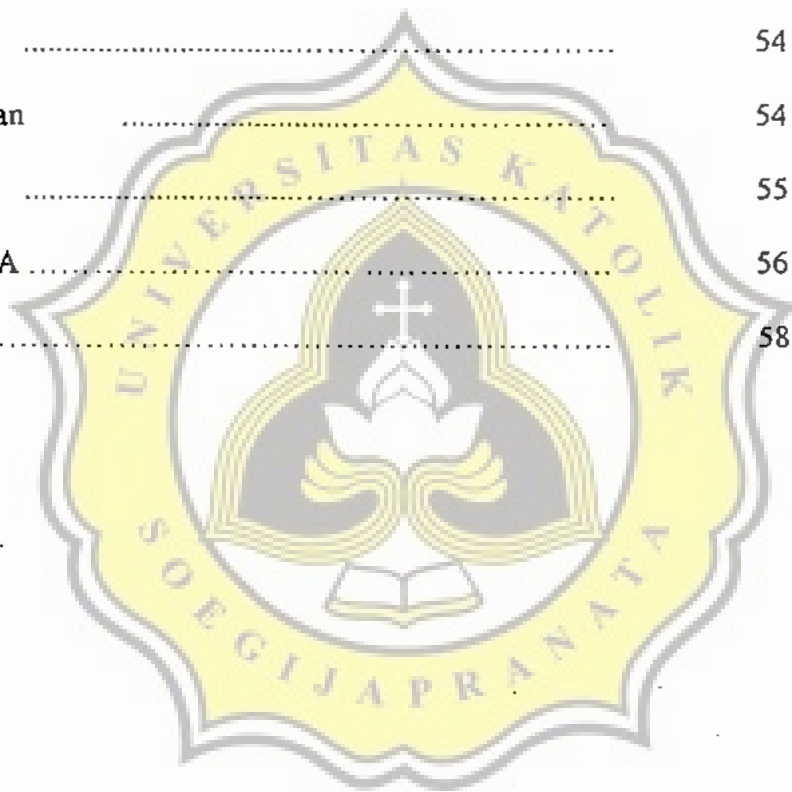 ........................................ 54
an ........................................ 54
........................................ 55
A ........................................ 56
........................................ 58
UNIVERSITAS KATOLIK
SOEGIJAPRANATA